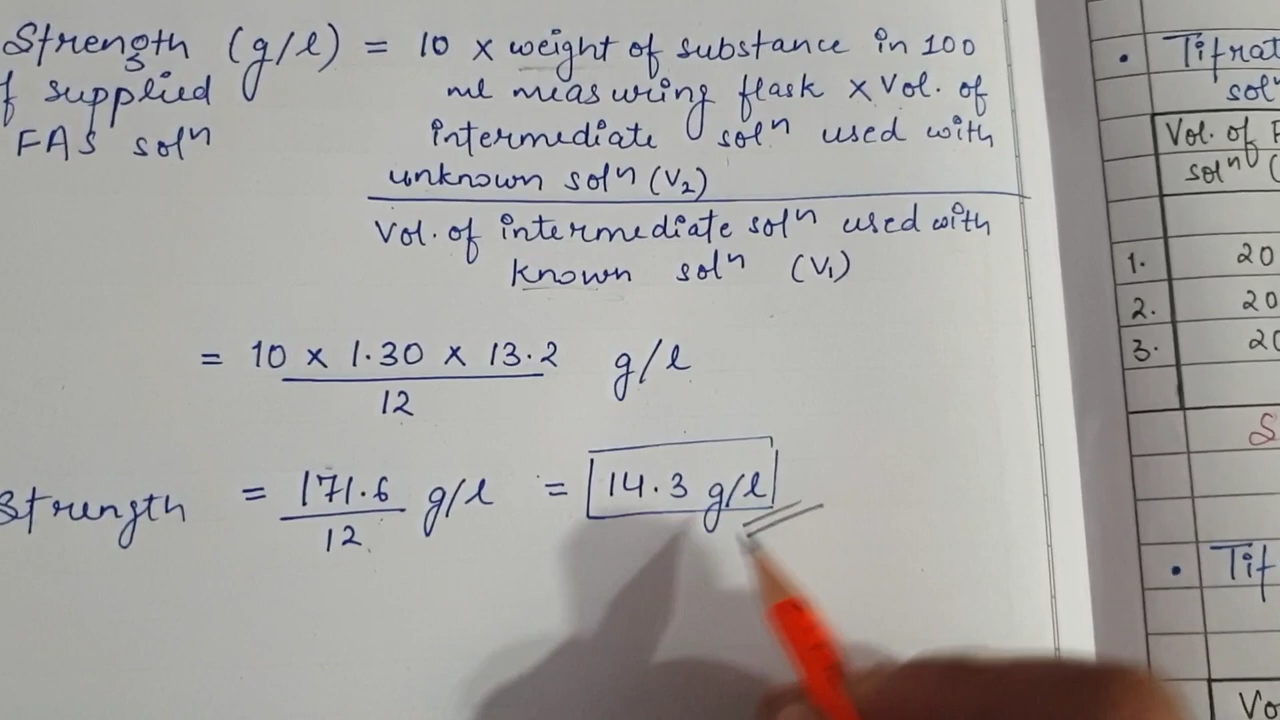 Strength (g/l) = 10 x weight of substance in 100
f supplied ml measuring flask x Vol. of
FAS solⁿ intermediate solⁿ used with
unknown solⁿ (V₂)
Vol. of intermediate solⁿ used with
known solⁿ (V₁)
= 10 x 1.30 x 13.2 g/l
12
Strength = 171.6 g/l = 14.3 g/l
12
• Titrat
solⁿ
Vol. of F
solⁿ (
1. 20
2. 20
3. 20
S
• Tit
Vo